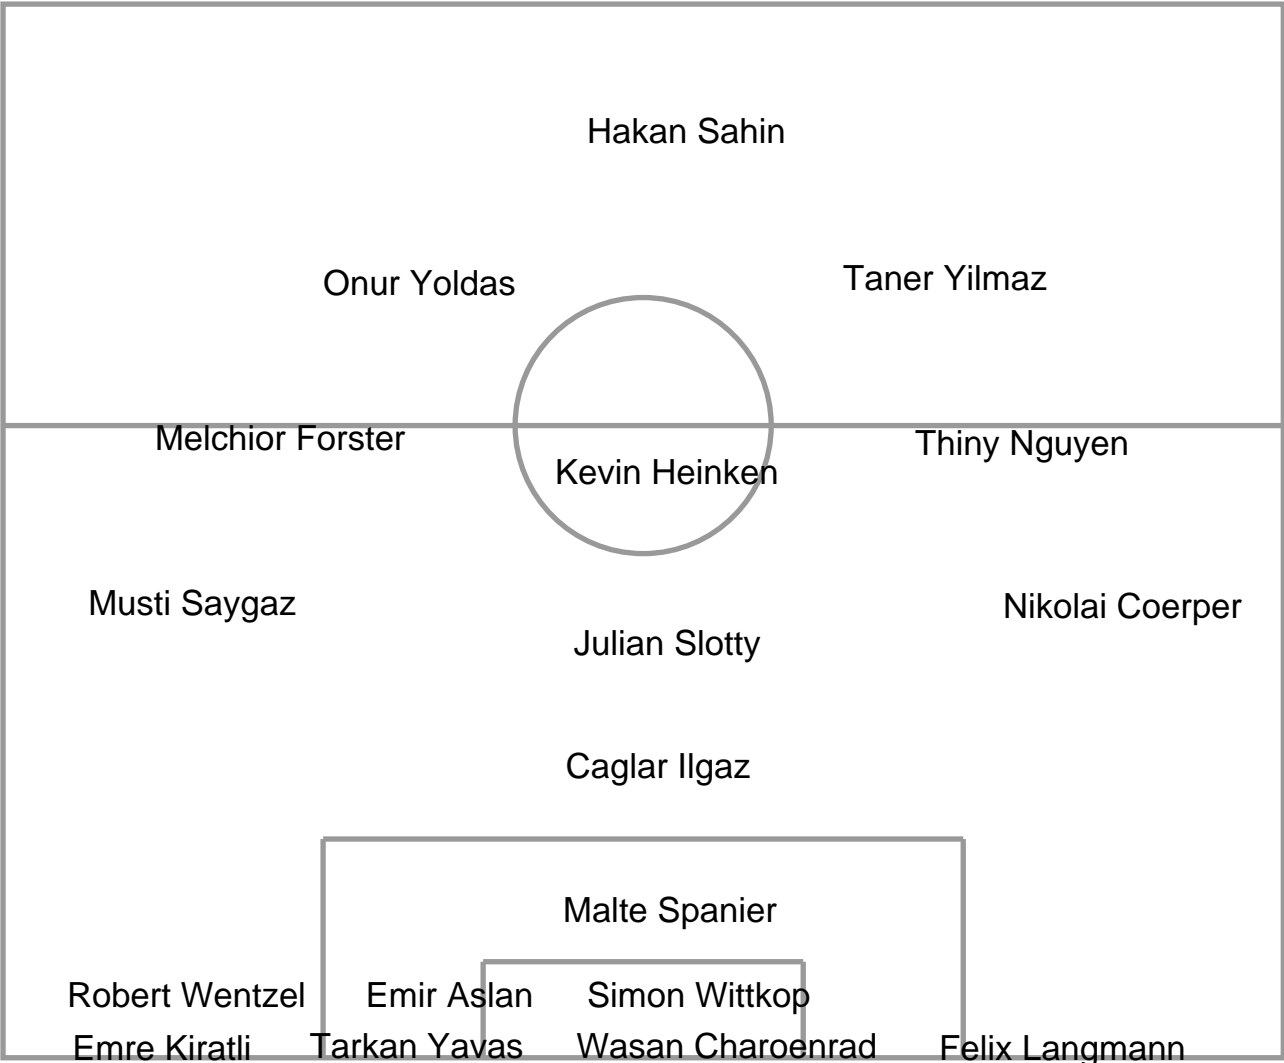 Hakan Sahin
Onur Yoldas
Taner Yilmaz
Melchior Forster
Thiny Nguyen
Kevin Heinken
Musti Saygaz
Nikolai Coerper
Julian Slotty
Caglar Ilgaz
Malte Spanier
Robert Wentzel
Emir Aslan
Simon Wittkop
Emre Kiratli
Tarkan Yavas
Wasan Charoenrad
Felix Langmann